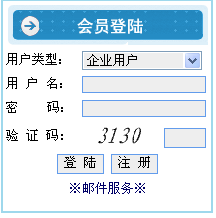 会员登陆
用户类型: 企业用户
用 户 名:
密 码:
验 证 码: 3130
登 陆 注 册
※邮件服务※